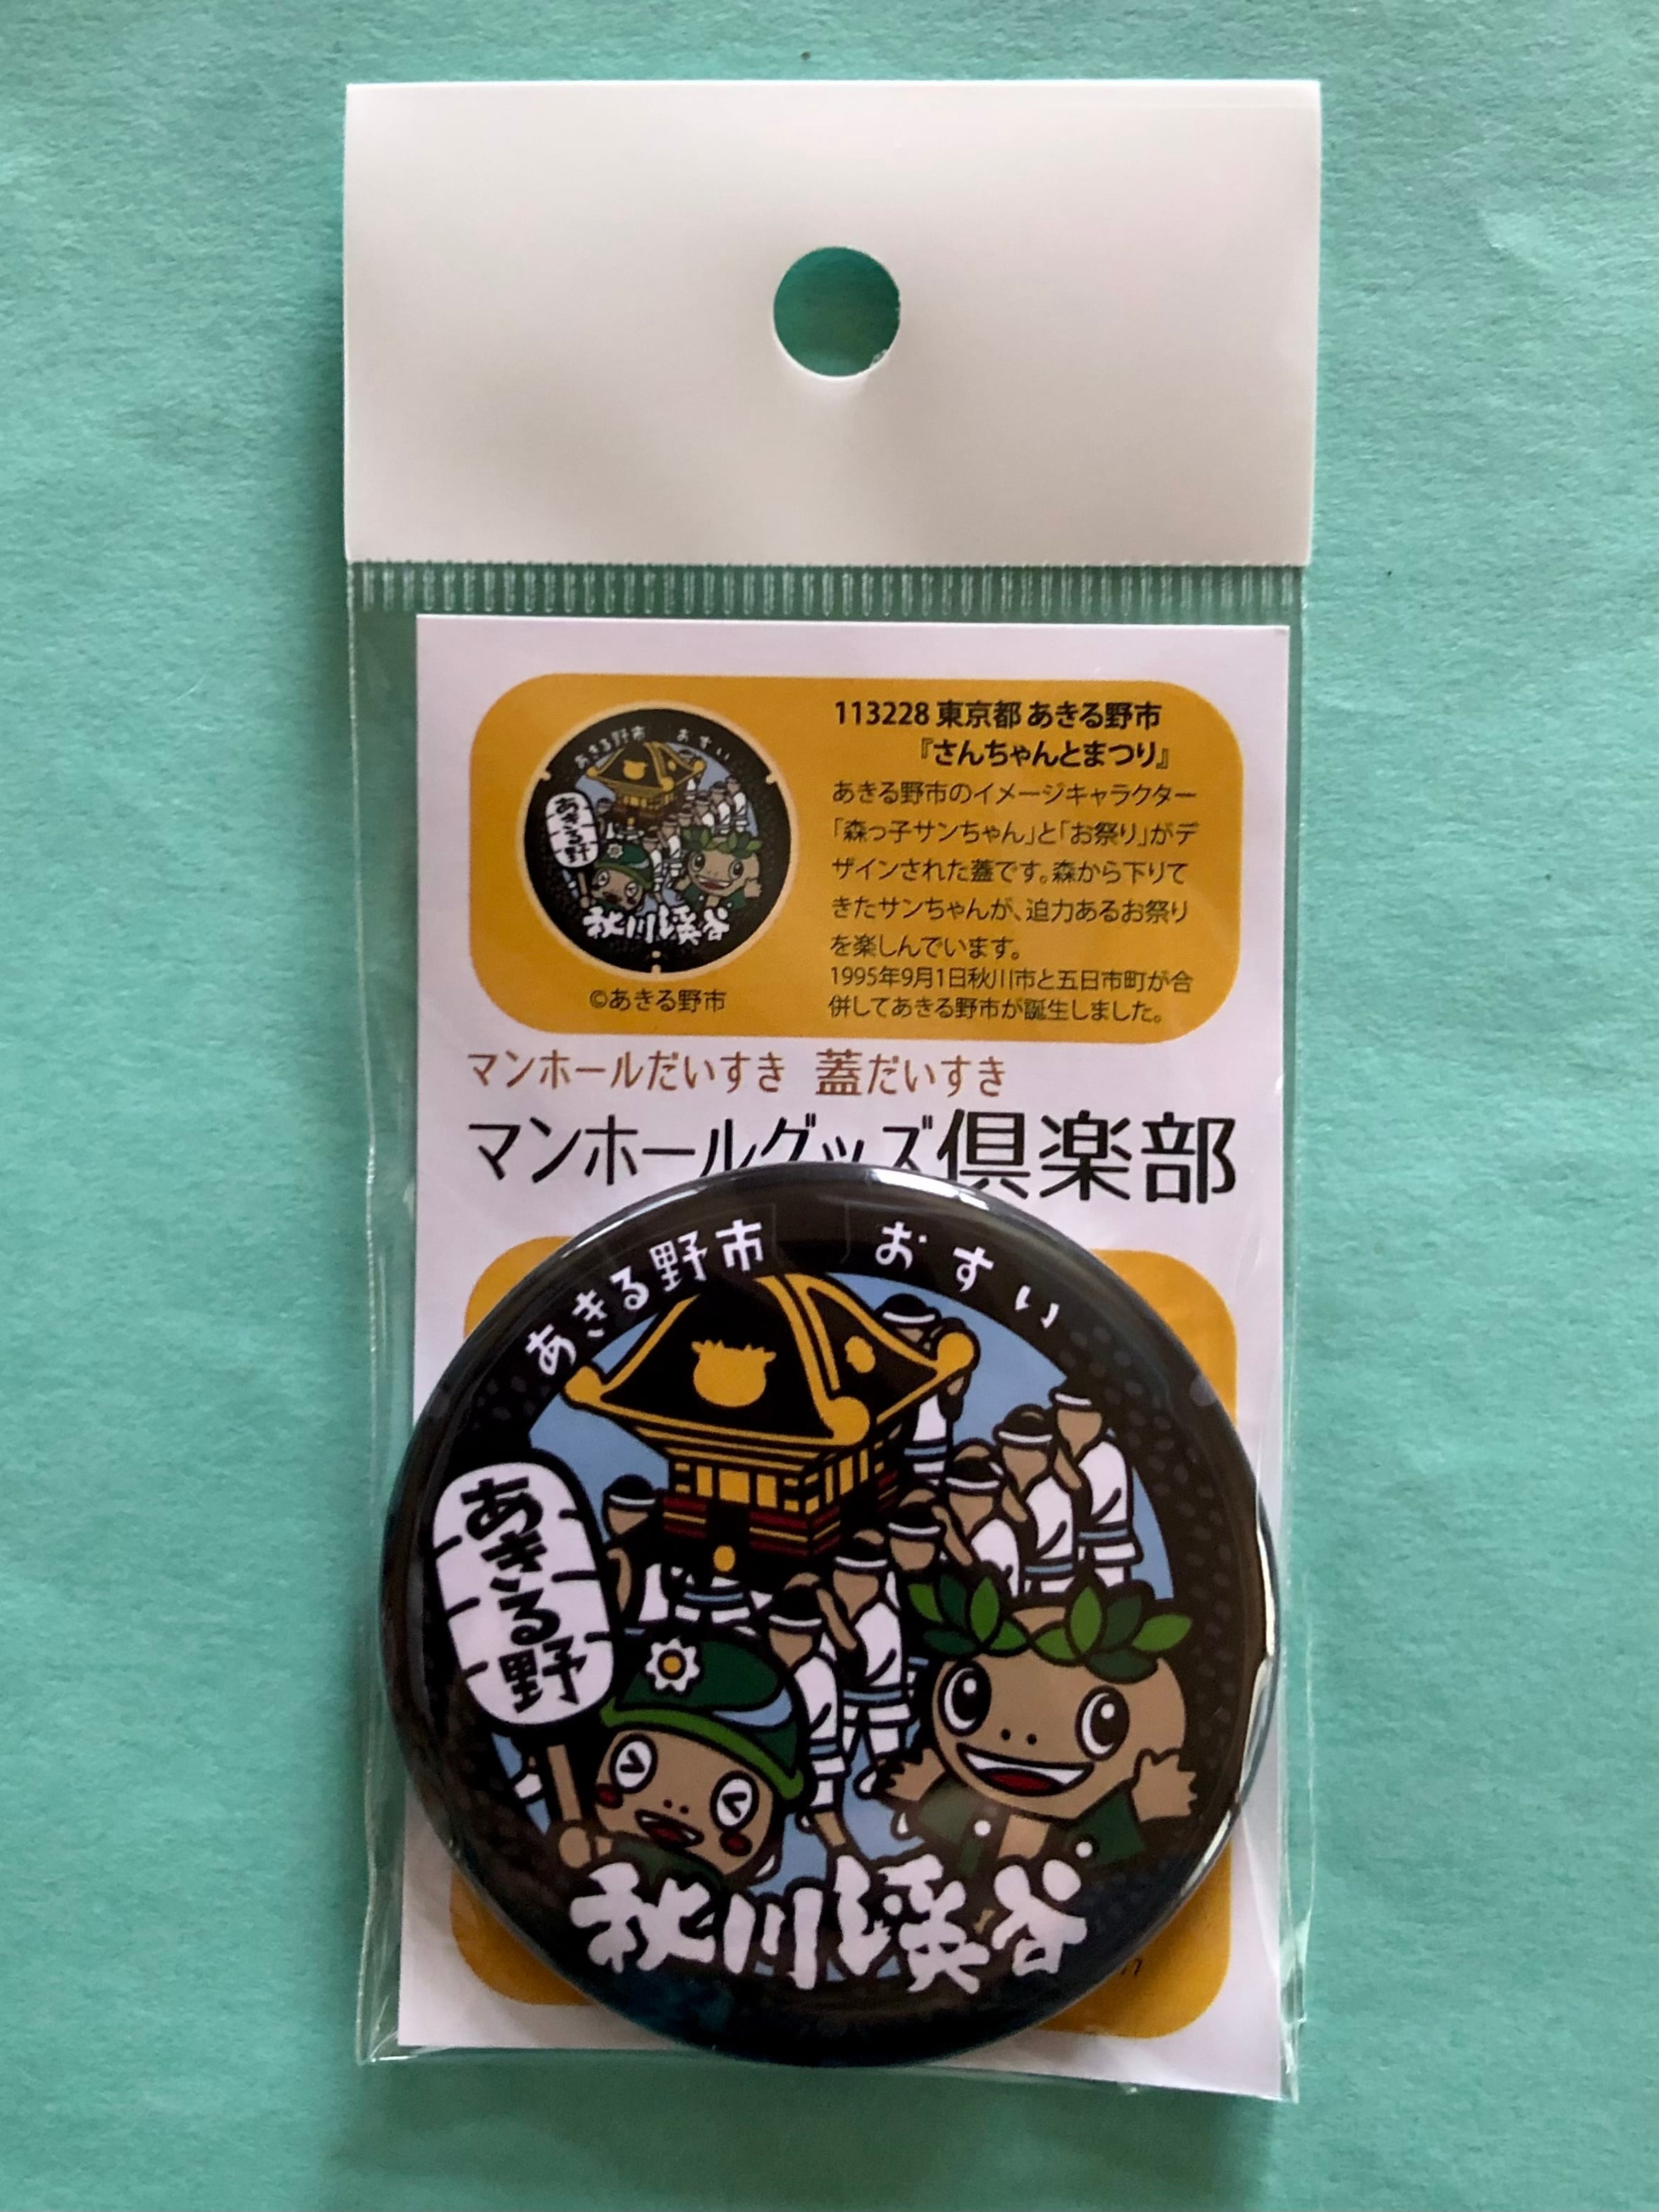 113228 東京都 あきる野市
『さんちゃんとまつり』
あきる野市のイメージキャラクター
「森っ子サンちゃん」と「お祭り」がデ
ザインされた蓋です。森から下りて
きたサンちゃんが、迫力あるお祭り
を楽しんでいます。
1995年9月1日秋川市と五日市町が合
併してあきる野市が誕生しました。
あきる野市 おすい
あきる野
秋川渓谷
©あきる野市
マンホールだいすき 蓋だいすき
マンホールグッズ倶楽部
あきる野市 おすい
あきる野
秋川渓谷